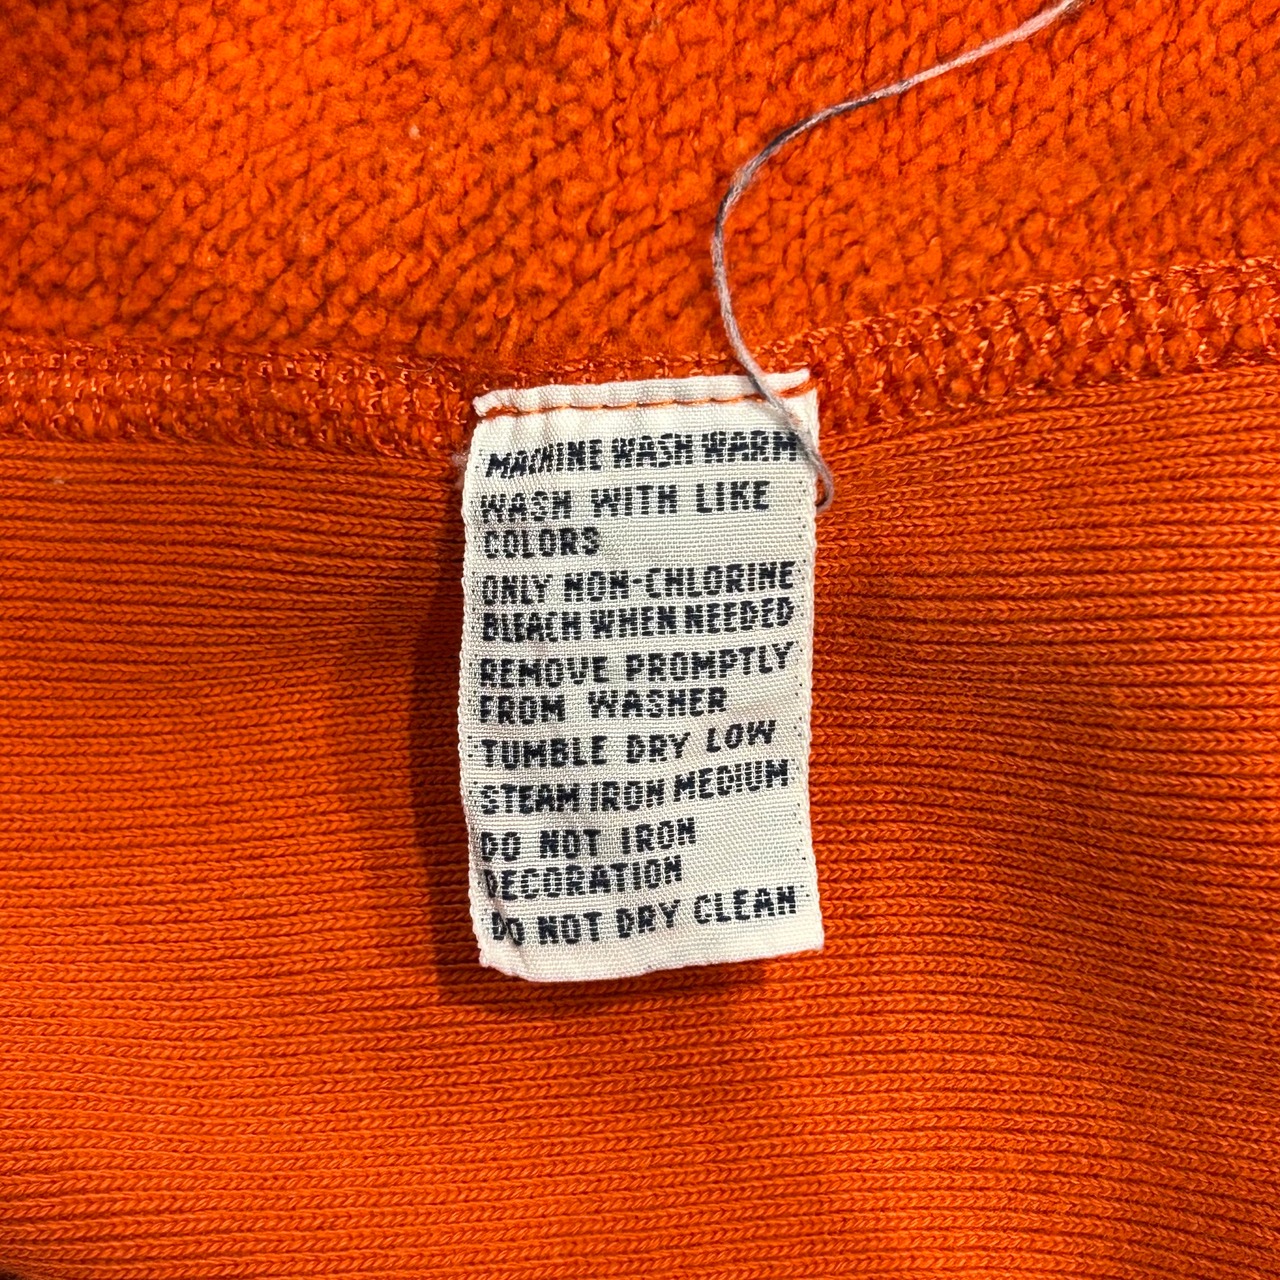 MACHINE WASH WARM
WASH WITH LIKE
COLORS
ONLY NON-CHLORINE
BLEACH WHEN NEEDED
REMOVE PROMPTLY
FROM WASHER
TUMBLE DRY LOW
STEAM IRON MEDIUM
DO NOT IRON
DECORATION
DO NOT DRY CLEAN